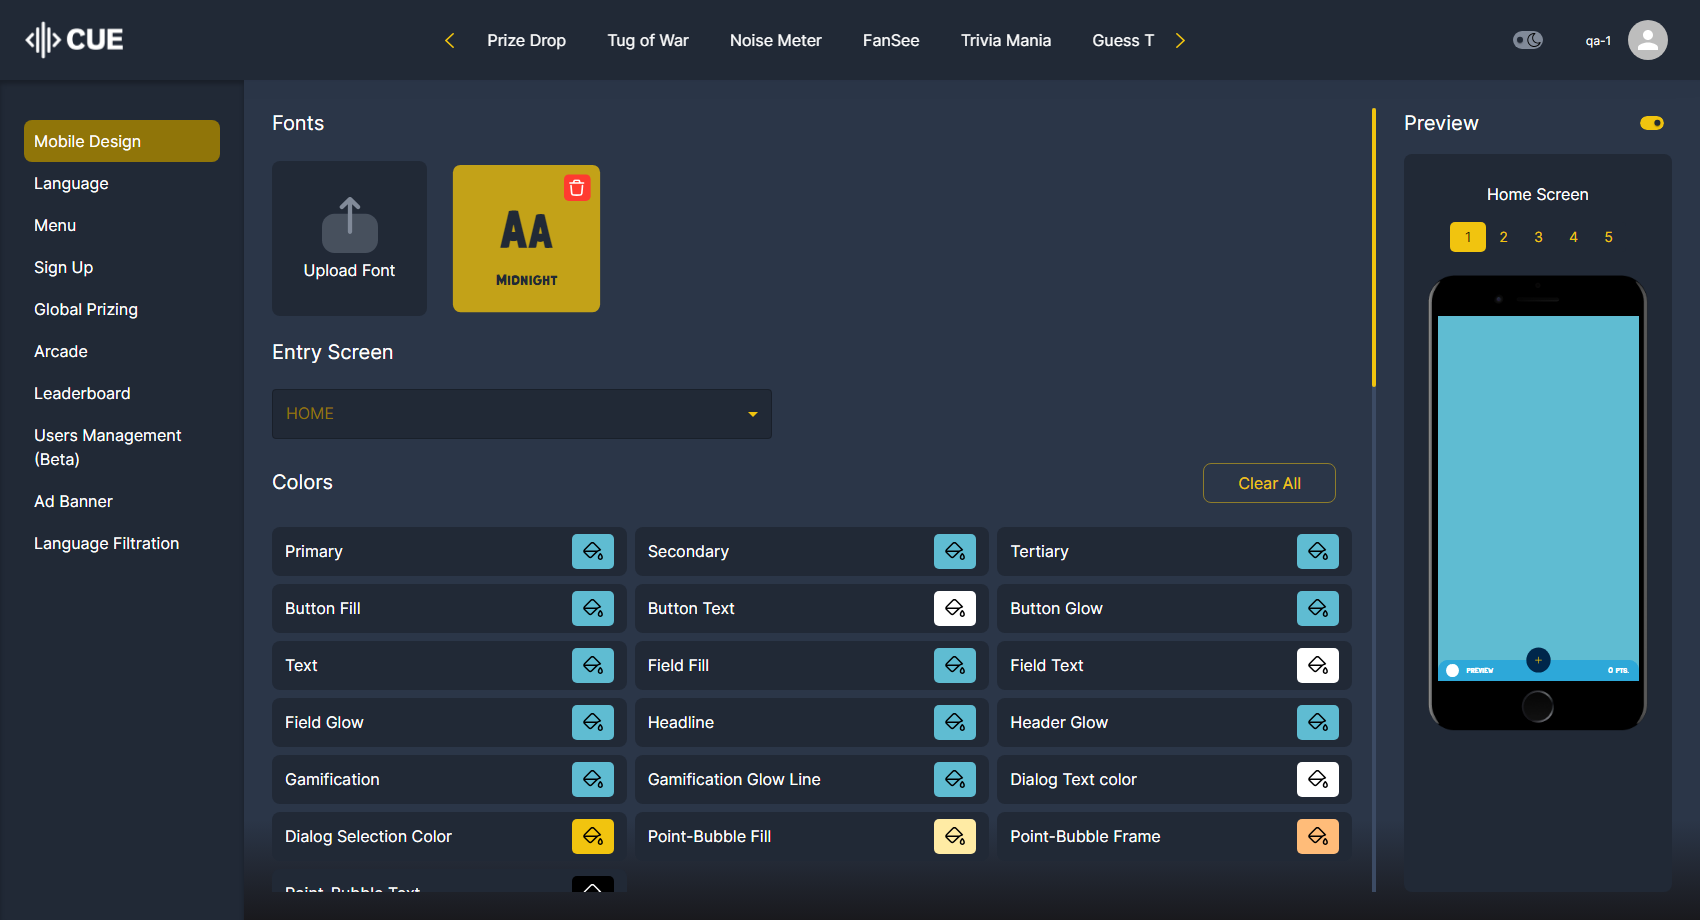 CUE
Prize Drop Tug of War Noise Meter FanSee Trivia Mania Guess T
qa-1
Mobile Design
Language
Menu
Sign Up
Global Prizing
Arcade
Leaderboard
Users Management
(Beta)
Ad Banner
Language Filtration
Fonts
Upload Font
AA
MIDNIGHT
Entry Screen
HOME
Colors
Clear All
Primary Secondary Tertiary
Button Fill Button Text Button Glow
Text Field Fill Field Text
Field Glow Headline Header Glow
Gamification Gamification Glow Line Dialog Text color
Dialog Selection Color Point-Bubble Fill Point-Bubble Frame
Point-Bubble Text
Preview
Home Screen
1 2 3 4 5
PREVIEW + 0 PTS.